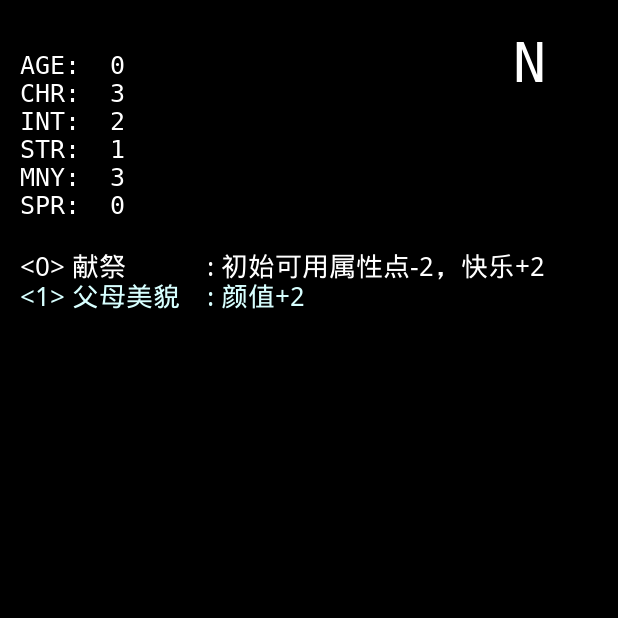 N
AGE: 0
CHR: 3
INT: 2
STR: 1
MNY: 3
SPR: 0
<0> 献祭 : 初始可用属性点-2，快乐+2
<1> 父母美貌 : 颜值+2